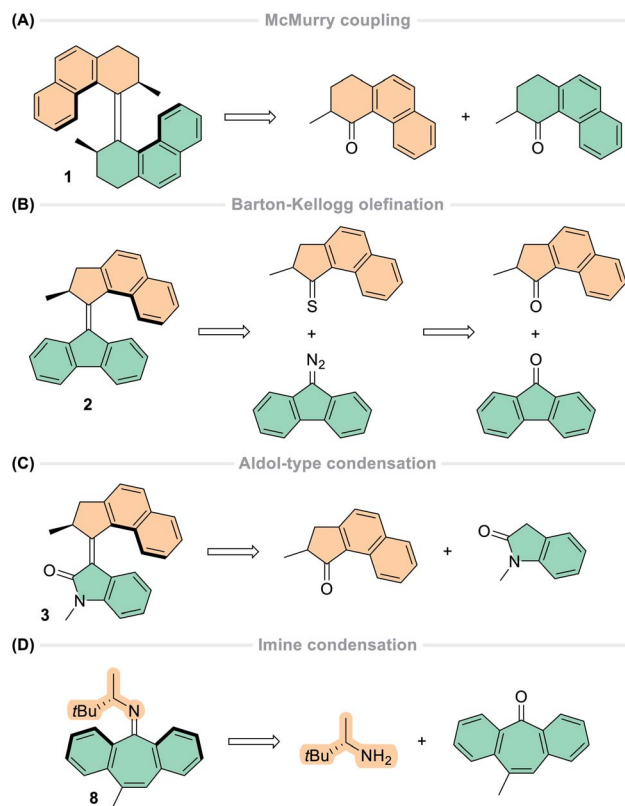 (A)
McMurry coupling
1
+
O
O
(B)
Barton-Kellogg olefination
2
S
+
N2
O
+
O
(C)
Aldol-type condensation
3
O
N
O
+
O
N
(D)
Imine condensation
tBu
N
8
tBu
NH2
+
O